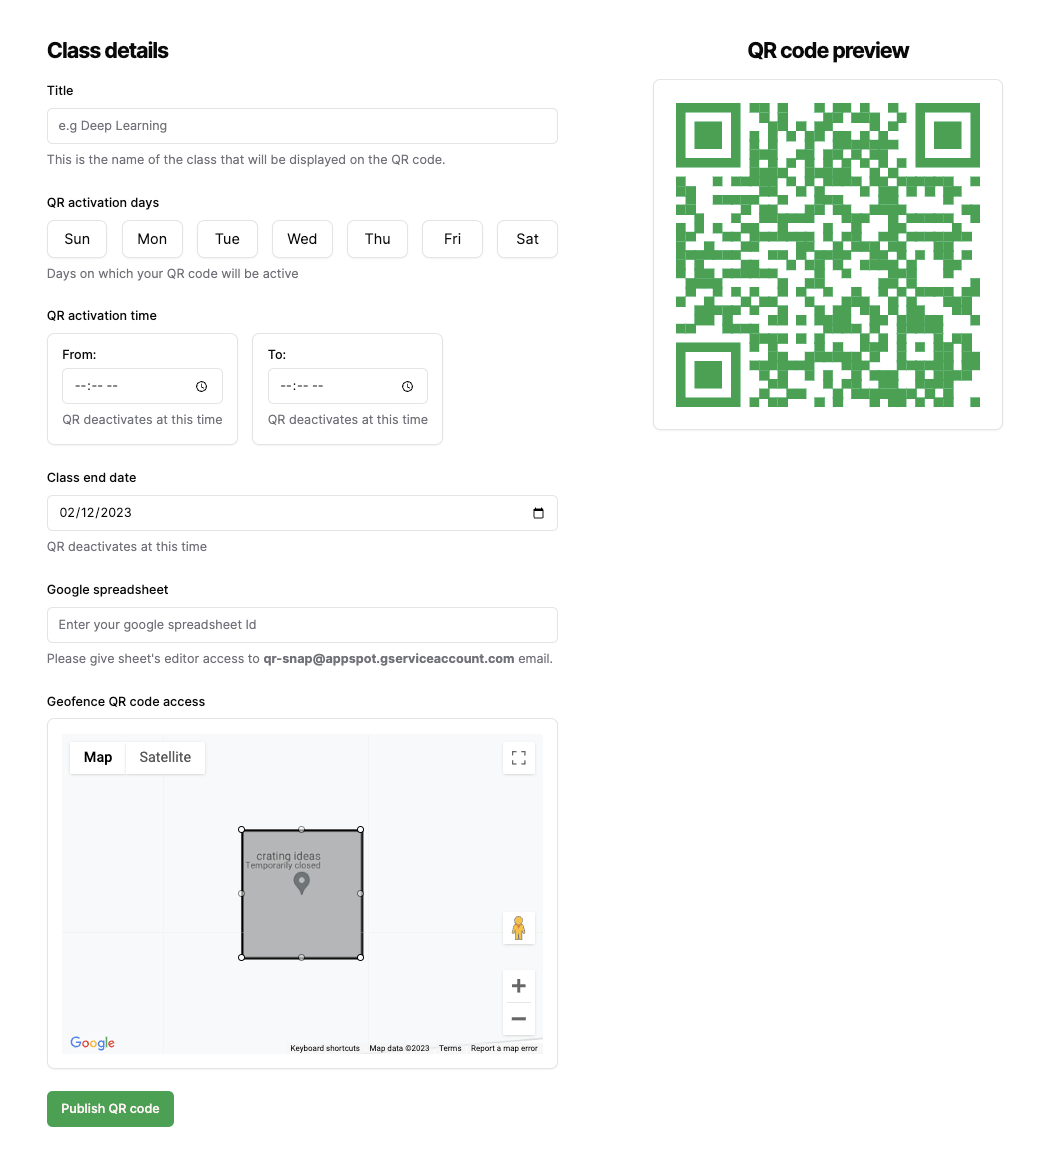 Class details
QR code preview
Title
e.g Deep Learning
This is the name of the class that will be displayed on the QR code.
QR activation days
Sun Mon Tue Wed Thu Fri Sat
Days on which your QR code will be active
QR activation time
From: To:
--:-- -- --:-- --
QR deactivates at this time QR deactivates at this time
Class end date
02/12/2023
QR deactivates at this time
Google spreadsheet
Enter your google spreadsheet Id
Please give sheet's editor access to qr-snap@appspot.gserviceaccount.com email.
Geofence QR code access
Map Satellite
crating ideas
Temporarily closed
Google
Keyboard shortcuts Map data ©2023 Terms Report a map error
Publish QR code